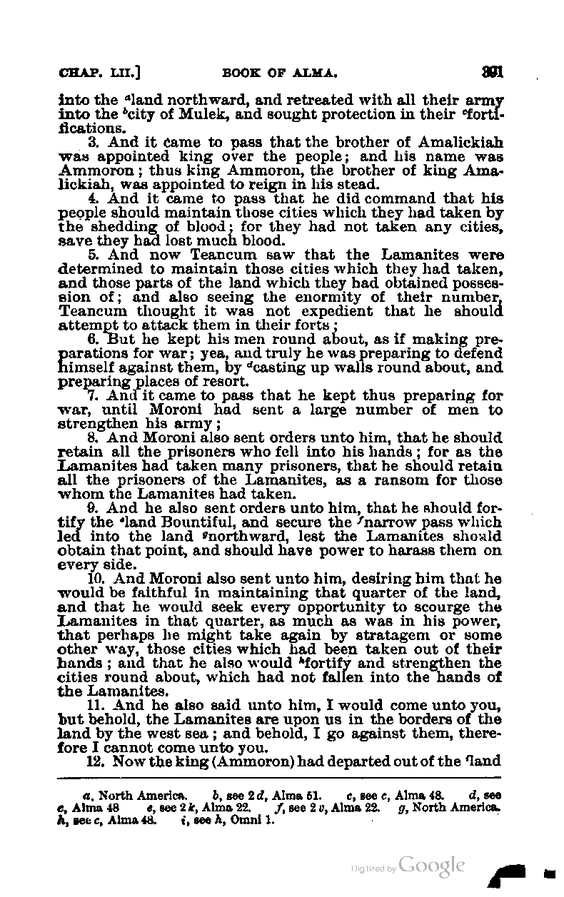 CHAP. LII.] BOOK OF ALMA. 391
into the ᵃland northward, and retreated with all their army
into the ᵇcity of Mulek, and sought protection in their ᶜforti-
fications.
3. And it came to pass that the brother of Amalickiah
was appointed king over the people; and his name was
Ammoron; thus king Ammoron, the brother of king Ama-
lickiah, was appointed to reign in his stead.
4. And it came to pass that he did command that his
people should maintain those cities which they had taken by
the shedding of blood; for they had not taken any cities,
save they had lost much blood.
5. And now Teancum saw that the Lamanites were
determined to maintain those cities which they had taken,
and those parts of the land which they had obtained posses-
sion of; and also seeing the enormity of their number,
Teancum thought it was not expedient that he should
attempt to attack them in their forts;
6. But he kept his men round about, as if making pre-
parations for war; yea, and truly he was preparing to defend
himself against them, by ᵈcasting up walls round about, and
preparing places of resort.
7. And it came to pass that he kept thus preparing for
war, until Moroni had sent a large number of men to
strengthen his army;
8. And Moroni also sent orders unto him, that he should
retain all the prisoners who fell into his hands; for as the
Lamanites had taken many prisoners, that he should retain
all the prisoners of the Lamanites, as a ransom for those
whom the Lamanites had taken.
9. And he also sent orders unto him, that he should for-
tify the ᵉland Bountiful, and secure the ᶠnarrow pass which
led into the land ᵍnorthward, lest the Lamanites should
obtain that point, and should have power to harass them on
every side.
10. And Moroni also sent unto him, desiring him that he
would be faithful in maintaining that quarter of the land,
and that he would seek every opportunity to scourge the
Lamanites in that quarter, as much as was in his power,
that perhaps he might take again by stratagem or some
other way, those cities which had been taken out of their
hands; and that he also would ʰfortify and strengthen the
cities round about, which had not fallen into the hands of
the Lamanites.
11. And he also said unto him, I would come unto you,
but behold, the Lamanites are upon us in the borders of the
land by the west sea; and behold, I go against them, there-
fore I cannot come unto you.
12. Now the king (Ammoron) had departed out of the ⁱland
a, North America. b, see 2 d, Alma 51. c, see c, Alma 48. d, see
c, Alma 48 e, see 2 k, Alma 22. f, see 2 v, Alma 22. g, North America.
h, see c, Alma 48. i, see h, Omni 1.
Digitized by Google